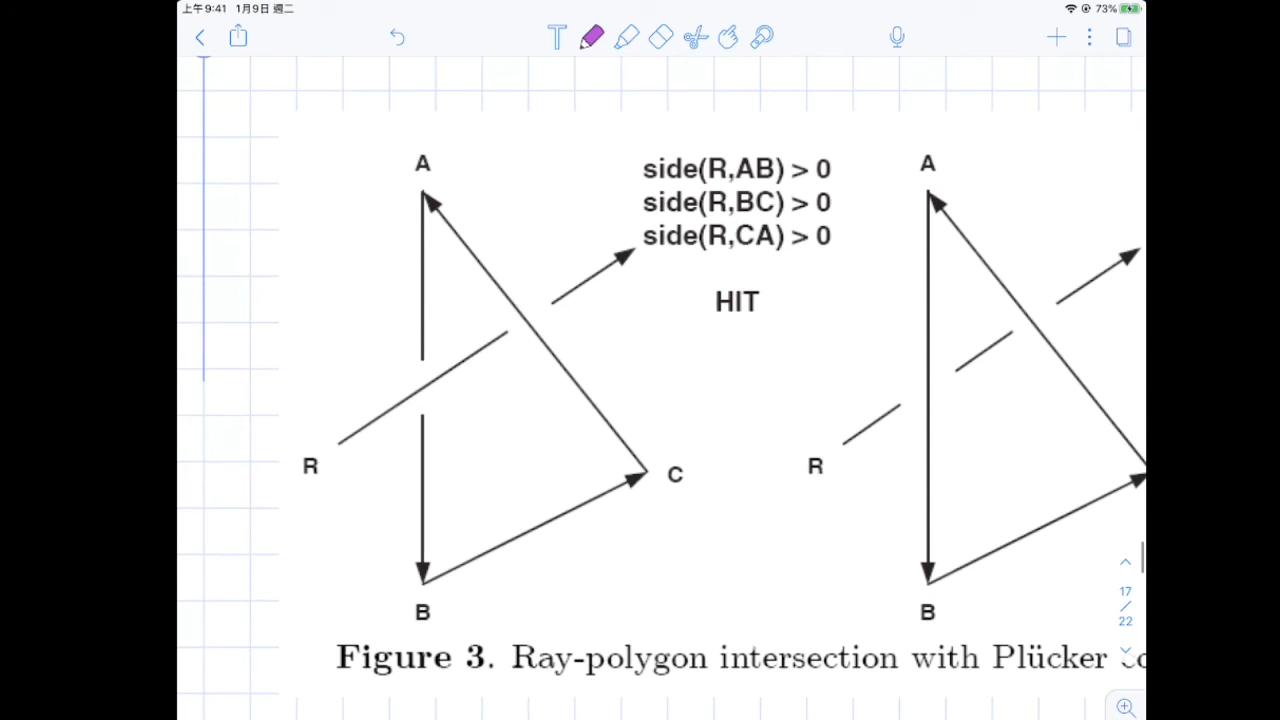 上午9:41 1月9日 週二
73%
A
side(R,AB) > 0
side(R,BC) > 0
side(R,CA) > 0
HIT
R
C
B
A
R
B
17
/
22
Figure 3. Ray-polygon intersection with Plücker